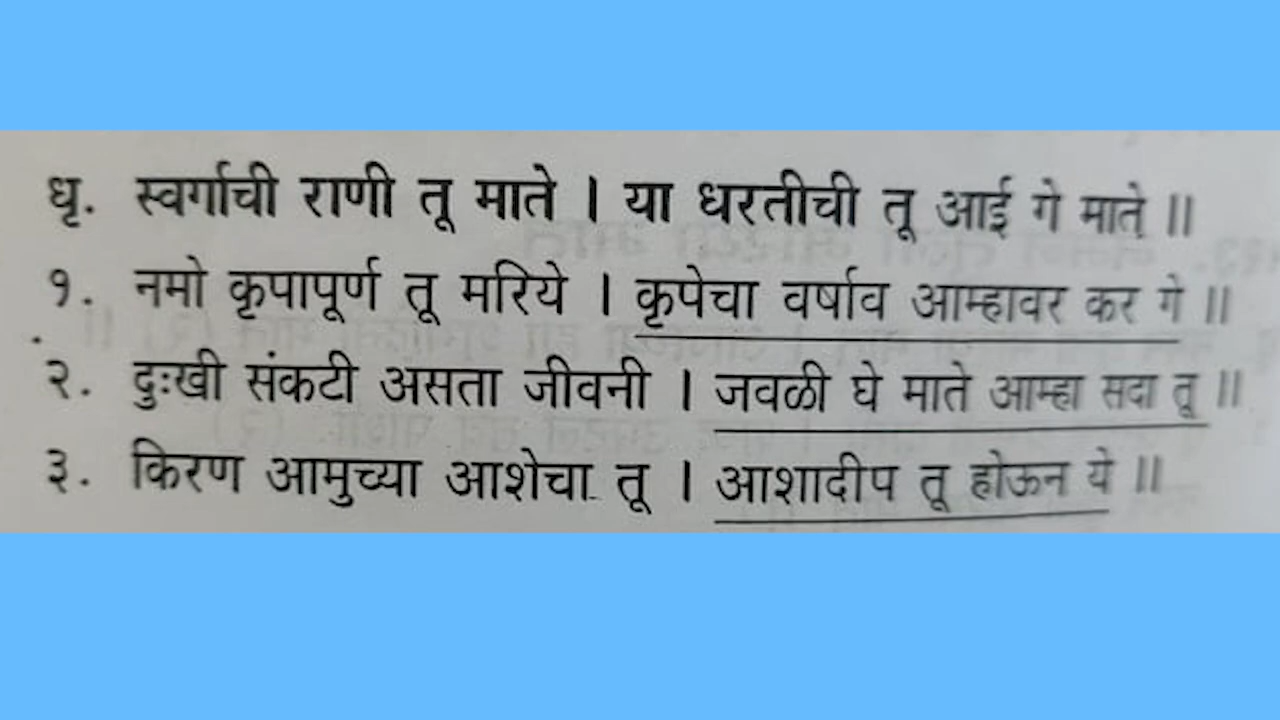 धृ. स्वर्गाची राणी तू माते । या धरतीची तू आई गे माते ॥
१. नमो कृपापूर्ण तू मरिये । कृपेचा वर्षाव आम्हावर कर गे ॥
२. दुःखी संकटी असता जीवनी । जवळी घे माते आम्हा सदा तू ॥
३. किरण आमुच्या आशेचा तू । आशादीप तू होऊन ये ॥